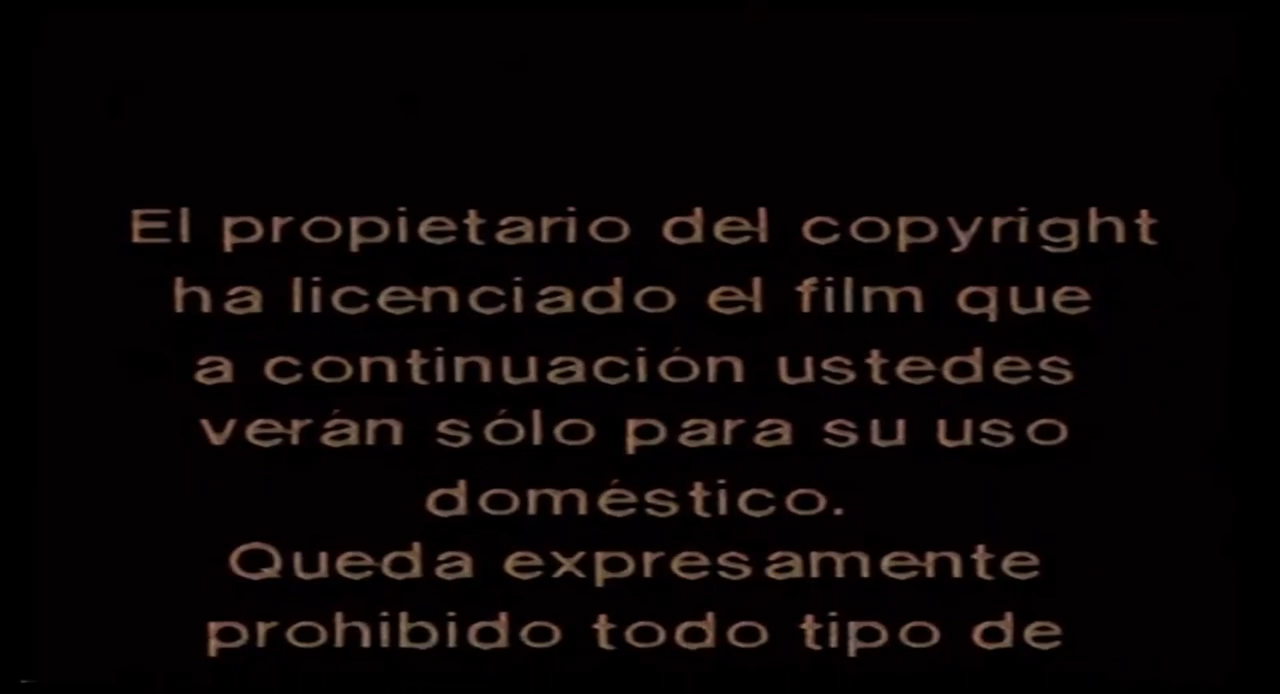 El propietario del copyright
ha licenciado el film que
a continuación ustedes
verán sólo para su uso
doméstico.
Queda expresamente
prohibido todo tipo de